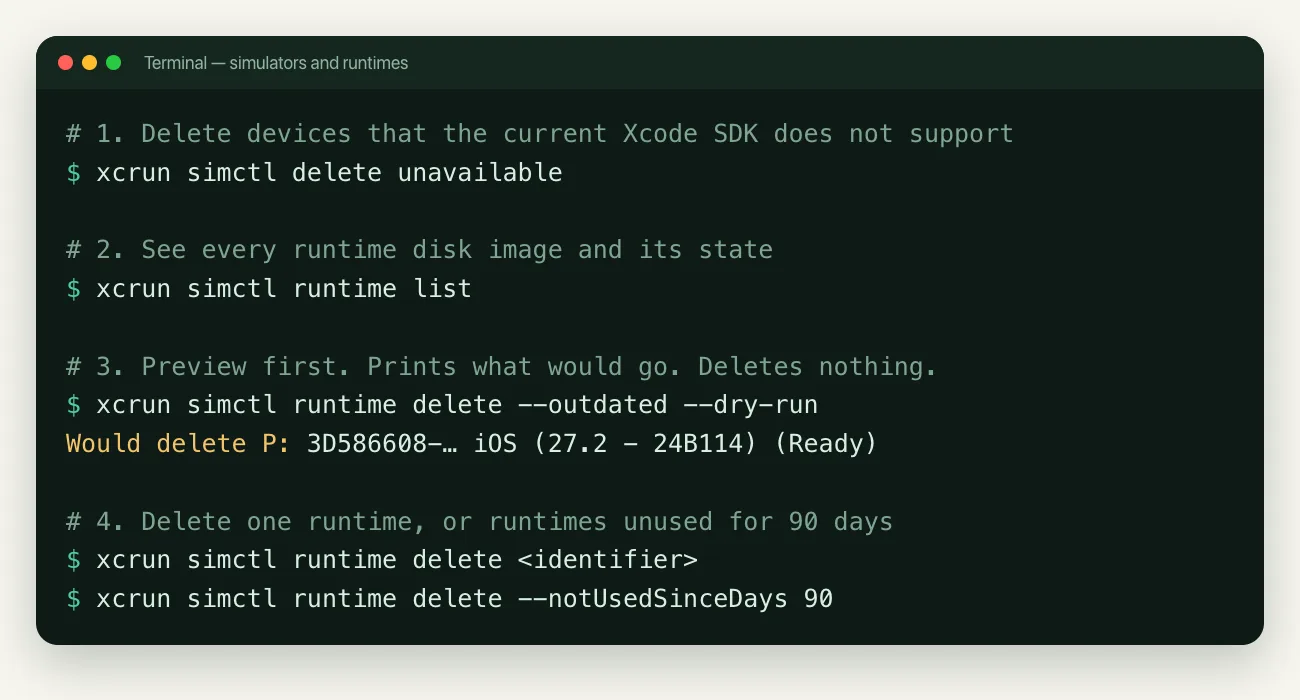 Terminal — simulators and runtimes
# 1. Delete devices that the current Xcode SDK does not support
$ xcrun simctl delete unavailable
# 2. See every runtime disk image and its state
$ xcrun simctl runtime list
# 3. Preview first. Prints what would go. Deletes nothing.
$ xcrun simctl runtime delete --outdated --dry-run
Would delete P: 3D586608-… iOS (27.2 - 24B114) (Ready)
# 4. Delete one runtime, or runtimes unused for 90 days
$ xcrun simctl runtime delete <identifier>
$ xcrun simctl runtime delete --notUsedSinceDays 90